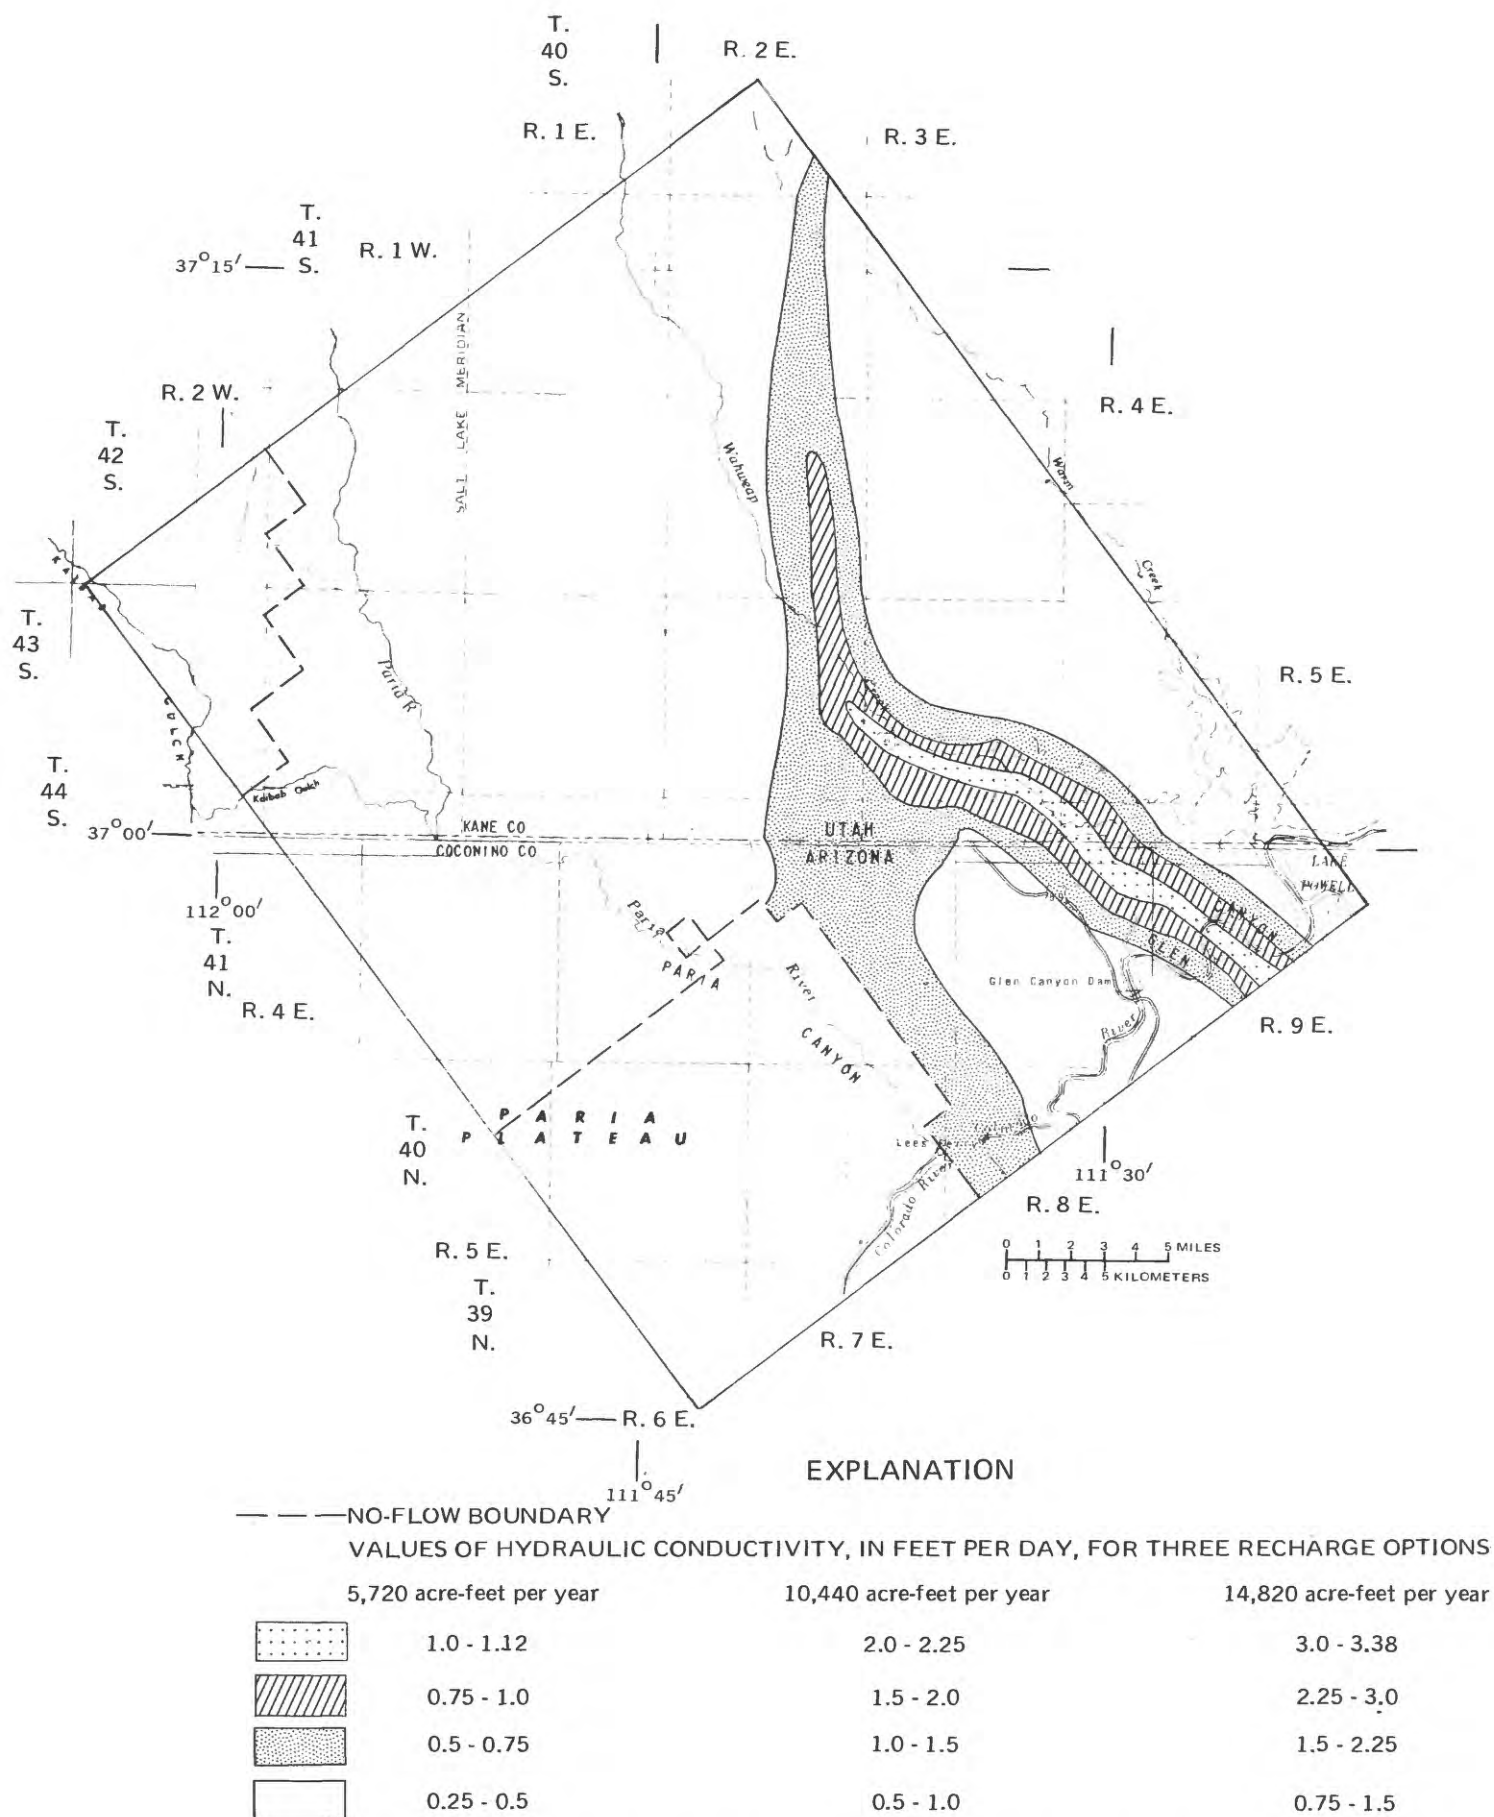 T.
40
S.
R. 2 E.
R. 1 E.
R. 3 E.
T.
41
S.
R. 1 W.
37°15′
SALT LAKE MERIDIAN
R. 2 W.
R. 4 E.
T.
42
S.
Wahweap
Warm
Creek
T.
43
S.
Paria R
R. 5 E.
Creek
GULCH
T.
44
S.
Kaibab Gulch
37°00′
KANE CO
COCONINO CO
UTAH
ARIZONA
LAKE
POWELL
112°00′
CANYON
GLEN
Paria
PARIA
River
CANYON
Glen Canyon Dam
River
T.
41
N.
R. 4 E.
R. 9 E.
PARIA
PLATEAU
T.
40
N.
Lees
Colorado River
111°30′
R. 8 E.
R. 5 E.
0 1 2 3 4 5 MILES
0 1 2 3 4 5 KILOMETERS
T.
39
N.
R. 7 E.
36°45′
R. 6 E.
111°45′
EXPLANATION
NO-FLOW BOUNDARY
VALUES OF HYDRAULIC CONDUCTIVITY, IN FEET PER DAY, FOR THREE RECHARGE OPTIONS
5,720 acre-feet per year 10,440 acre-feet per year 14,820 acre-feet per year
1.0 - 1.12 2.0 - 2.25 3.0 - 3.38
0.75 - 1.0 1.5 - 2.0 2.25 - 3.0
0.5 - 0.75 1.0 - 1.5 1.5 - 2.25
0.25 - 0.5 0.5 - 1.0 0.75 - 1.5